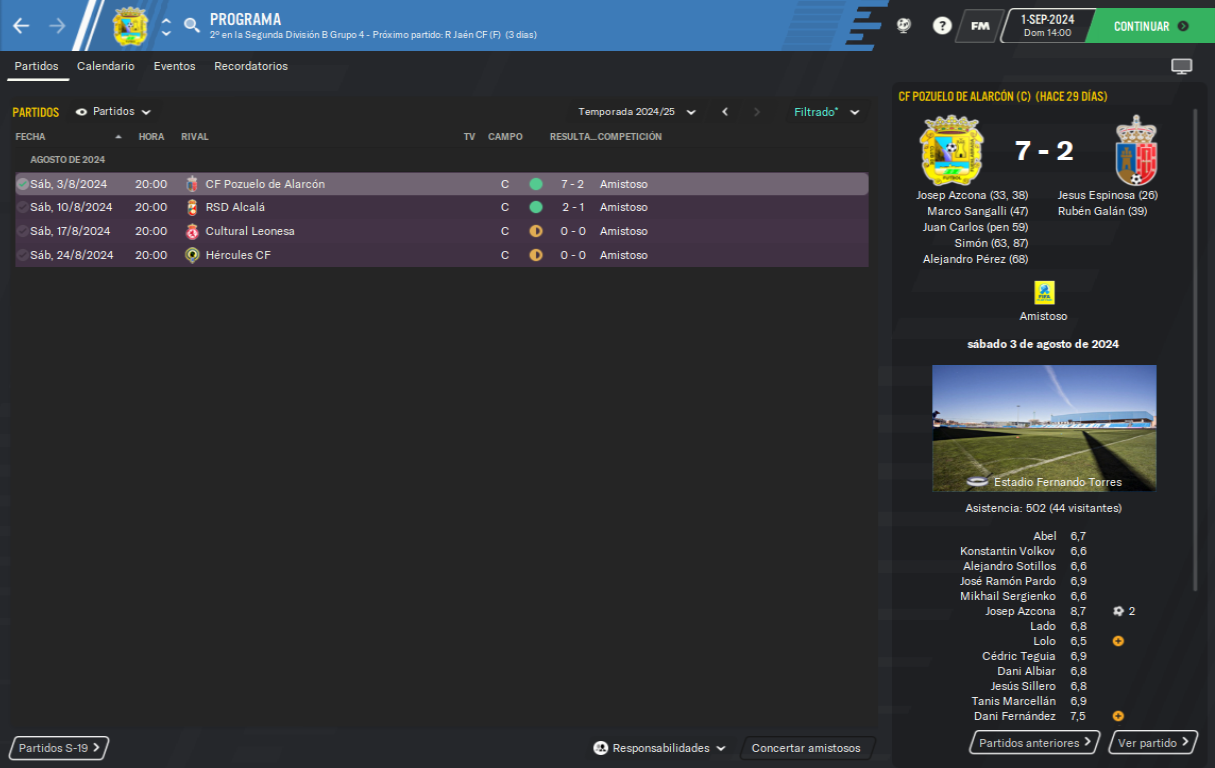 PROGRAMA
2º en la Segunda División B Grupo 4 - Próximo partido: R Jaén CF (F) (3 días)
FM
1-SEP-2024
Dom 14:00
CONTINUAR
Partidos Calendario Eventos Recordatorios
PARTIDOS Partidos Temporada 2024/25 Filtrado*
FECHA HORA RIVAL TV CAMPO RESULTA... COMPETICIÓN
AGOSTO DE 2024
Sáb, 3/8/2024 20:00 CF Pozuelo de Alarcón C 7 - 2 Amistoso
Sáb, 10/8/2024 20:00 RSD Alcalá C 2 - 1 Amistoso
Sáb, 17/8/2024 20:00 Cultural Leonesa C 0 - 0 Amistoso
Sáb, 24/8/2024 20:00 Hércules CF C 0 - 0 Amistoso
Partidos S-19
Responsabilidades
Concertar amistosos
CF POZUELO DE ALARCÓN (C) (HACE 29 DÍAS)
7 - 2
Josep Azcona (33, 38) Jesus Espinosa (26)
Marco Sangalli (47) Rubén Galán (39)
Juan Carlos (pen 59)
Simón (63, 87)
Alejandro Pérez (68)
Amistoso
sábado 3 de agosto de 2024
Estadio Fernando Torres
Asistencia: 502 (44 visitantes)
Abel 6,7
Konstantin Volkov 6,6
Alejandro Sotillos 6,6
José Ramón Pardo 6,9
Mikhail Sergienko 6,6
Josep Azcona 8,7 2
Lado 6,8
Lolo 6,5
Cédric Teguia 6,9
Dani Albiar 6,8
Jesús Sillero 6,8
Tanis Marcellán 6,9
Dani Fernández 7,5
Partidos anteriores
Ver partido